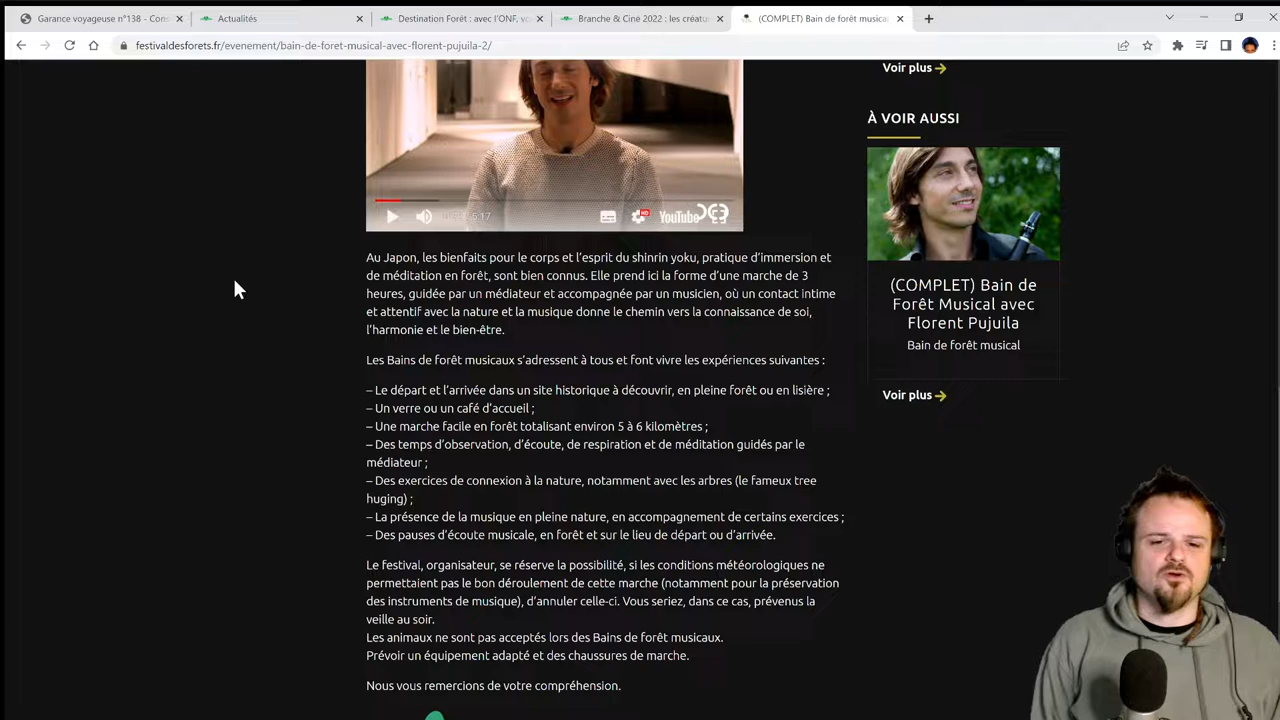 Garance voyageuse n°138 - Con
Actualités
Destination Forêt : avec l'ONF, vo
Branche & Ciné 2022 : les créatu
(COMPLET) Bain de forêt musical
festivaldesforets.fr/evenement/bain-de-foret-musical-avec-florent-pujuila-2/
Voir plus
À VOIR AUSSI
YouTube
Au Japon, les bienfaits pour le corps et l'esprit du shinrin yoku, pratique d'immersion et
de méditation en forêt, sont bien connus. Elle prend ici la forme d'une marche de 3
heures, guidée par un médiateur et accompagnée par un musicien, où un contact intime
et attentif avec la nature et la musique donne le chemin vers la connaissance de soi,
l'harmonie et le bien-être.
Les Bains de forêt musicaux s'adressent à tous et font vivre les expériences suivantes :
– Le départ et l'arrivée dans un site historique à découvrir, en pleine forêt ou en lisière ;
– Un verre ou un café d'accueil ;
– Une marche facile en forêt totalisant environ 5 à 6 kilomètres ;
– Des temps d'observation, d'écoute, de respiration et de méditation guidés par le
médiateur ;
– Des exercices de connexion à la nature, notamment avec les arbres (le fameux tree
huging) ;
– La présence de la musique en pleine nature, en accompagnement de certains exercices ;
– Des pauses d'écoute musicale, en forêt et sur le lieu de départ ou d'arrivée.
Le festival, organisateur, se réserve la possibilité, si les conditions météorologiques ne
permettaient pas le bon déroulement de cette marche (notamment pour la préservation
des instruments de musique), d'annuler celle-ci. Vous seriez, dans ce cas, prévenus la
veille au soir.
Les animaux ne sont pas acceptés lors des Bains de forêt musicaux.
Prévoir un équipement adapté et des chaussures de marche.
Nous vous remercions de votre compréhension.
(COMPLET) Bain de
Forêt Musical avec
Florent Pujuila
Bain de forêt musical
Voir plus